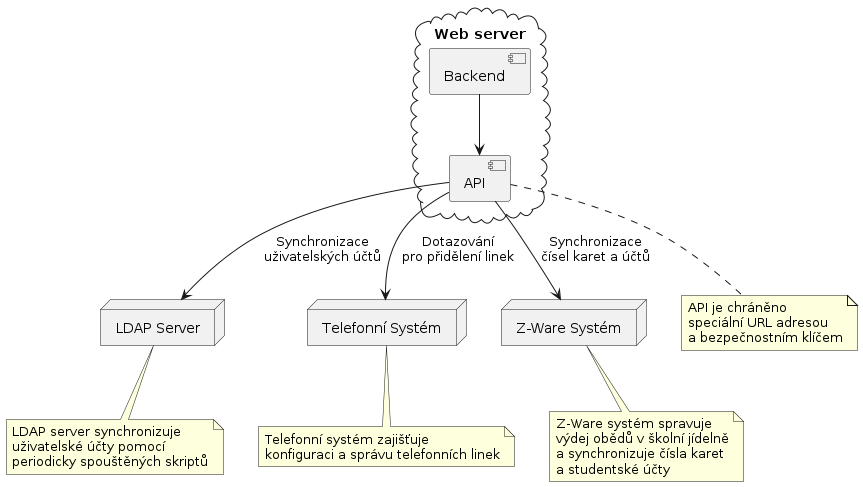 Web server
Backend
API
Synchronizace
uživatelských účtů
Dotazování
pro přidělení linek
Synchronizace
čísel karet a účtů
LDAP Server
Telefonní Systém
Z-Ware Systém
API je chráněno
speciální URL adresou
a bezpečnostním klíčem
LDAP server synchronizuje
uživatelské účty pomocí
periodicky spouštěných skriptů
Telefonní systém zajišťuje
konfiguraci a správu telefonních linek
Z-Ware systém spravuje
výdej obědů v školní jídelně
a synchronizuje čísla karet
a studentské účty